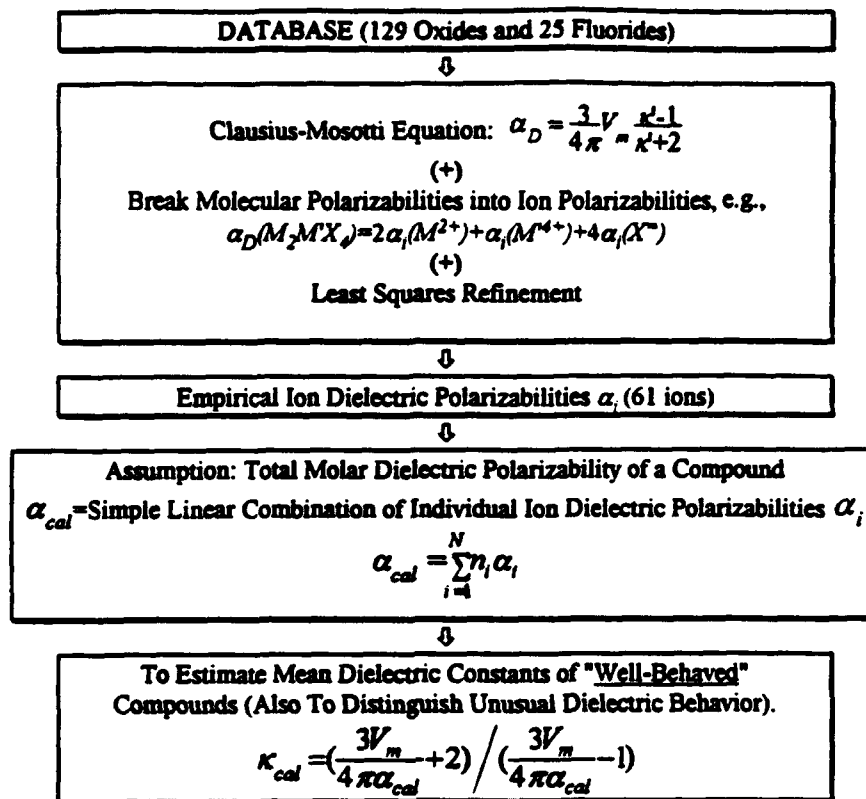 DATABASE (129 Oxides and 25 Fluorides)
⇩
Clausius-Mosotti Equation: α_D = 3/4π V_m κ'-1/κ'+2
(+)
Break Molecular Polarizabilities into Ion Polarizabilities, e.g.,
α_D(M₂M'X₄)=2α_i(M²⁺)+α_i(M'⁴⁺)+4α_i(X⁼)
(+)
Least Squares Refinement
⇩
Empirical Ion Dielectric Polarizabilities α_i (61 ions)
⇩
Assumption: Total Molar Dielectric Polarizability of a Compound
α_cal=Simple Linear Combination of Individual Ion Dielectric Polarizabilities α_i
α_cal = Σ_{i=1}^{N} n_i α_i
⇩
To Estimate Mean Dielectric Constants of "Well-Behaved"
Compounds (Also To Distinguish Unusual Dielectric Behavior).
κ_cal=(3V_m/4πα_cal+2)/(3V_m/4πα_cal-1)